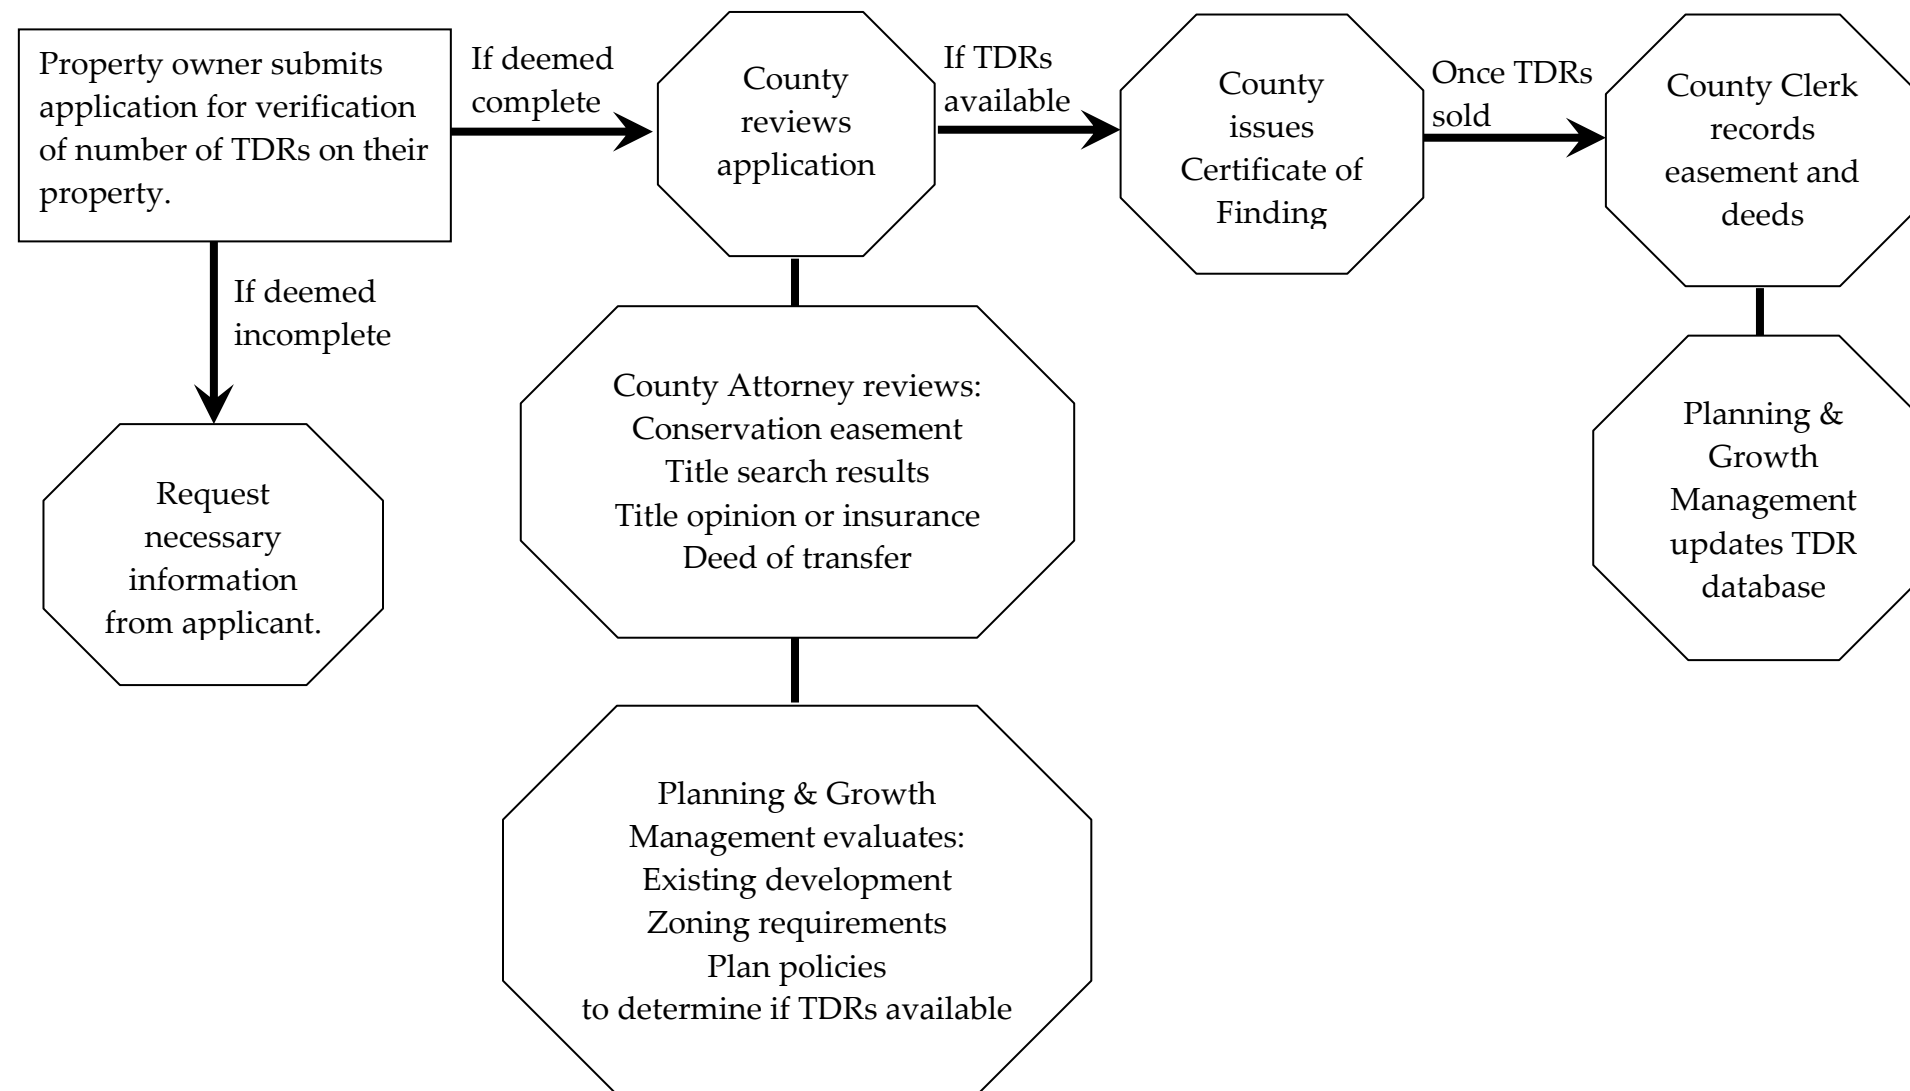 Property owner submits
application for verification
of number of TDRs on their
property.
If deemed
complete
County
reviews
application
If TDRs
available
County
issues
Certificate of
Finding
Once TDRs
sold
County Clerk
records
easement and
deeds
If deemed
incomplete
Request
necessary
information
from applicant.
County Attorney reviews:
Conservation easement
Title search results
Title opinion or insurance
Deed of transfer
Planning &
Growth
Management
updates TDR
database
Planning & Growth
Management evaluates:
Existing development
Zoning requirements
Plan policies
to determine if TDRs available